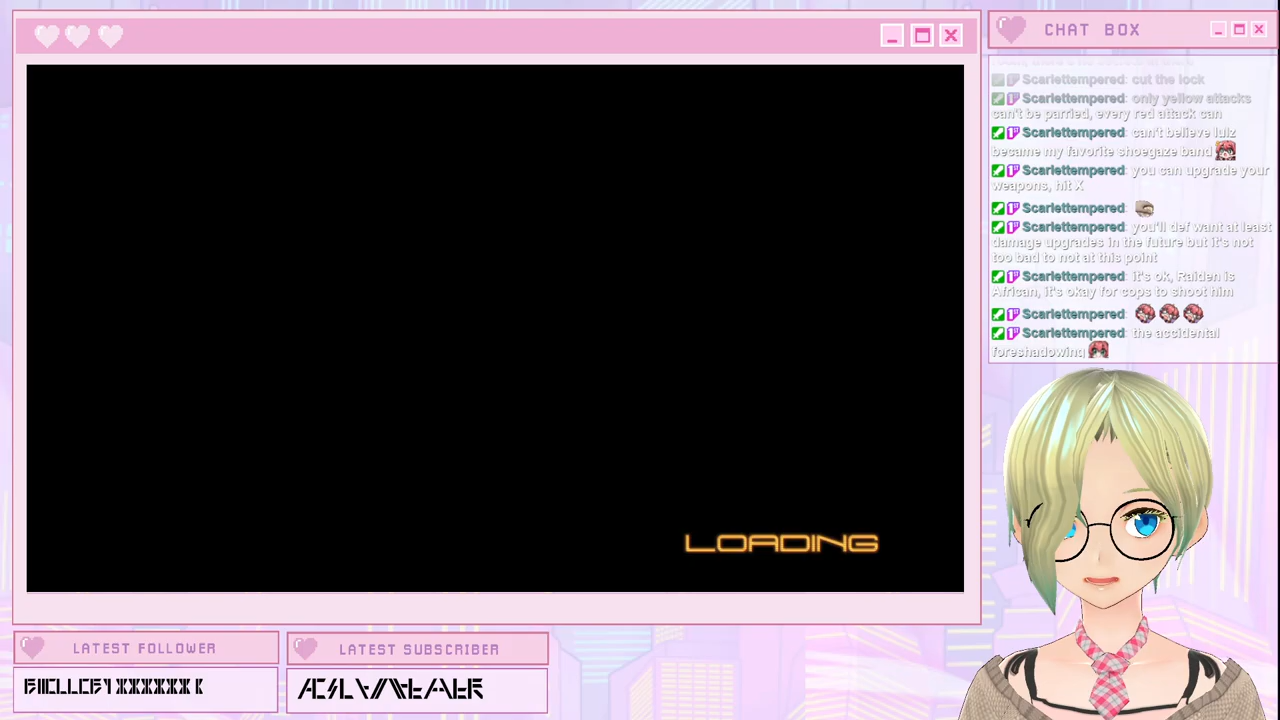 CHAT BOX
Scarlettempered: cut the lock
Scarlettempered: only yellow attacks
can't be parried, every red attack can
Scarlettempered: can't believe lulz
became my favorite shoegaze band
Scarlettempered: you can upgrade your
weapons, hit X
Scarlettempered:
Scarlettempered: you'll def want at least
damage upgrades in the future but it's not
too bad to not at this point
Scarlettempered: it's ok, Raiden is
African, it's okay for cops to shoot him
Scarlettempered:
Scarlettempered: the accidental
foreshadowing
LOADING
LATEST FOLLOWER
LATEST SUBSCRIBER